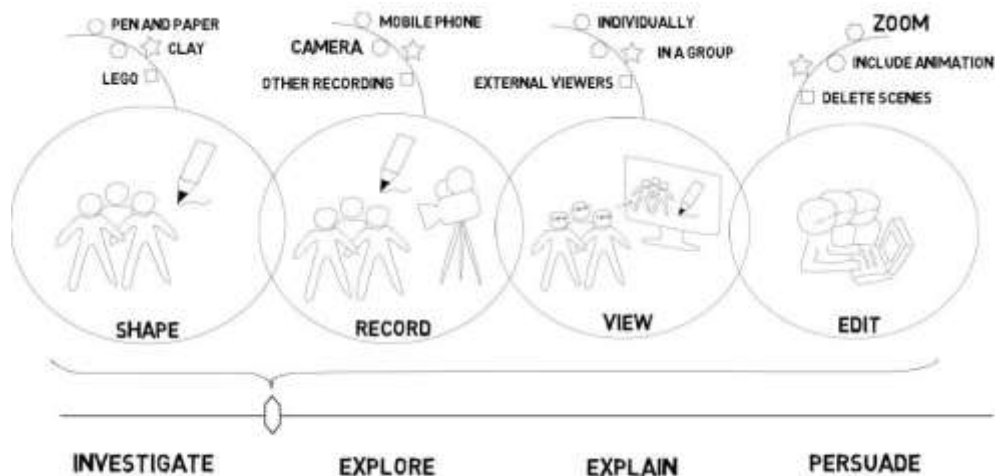 PEN AND PAPER
CLAY
LEGO
MOBILE PHONE
CAMERA
OTHER RECORDING
INDIVIDUALLY
IN A GROUP
EXTERNAL VIEWERS
ZOOM
INCLUDE ANIMATION
DELETE SCENES
SHAPE
RECORD
VIEW
EDIT
INVESTIGATE
EXPLORE
EXPLAIN
PERSUADE